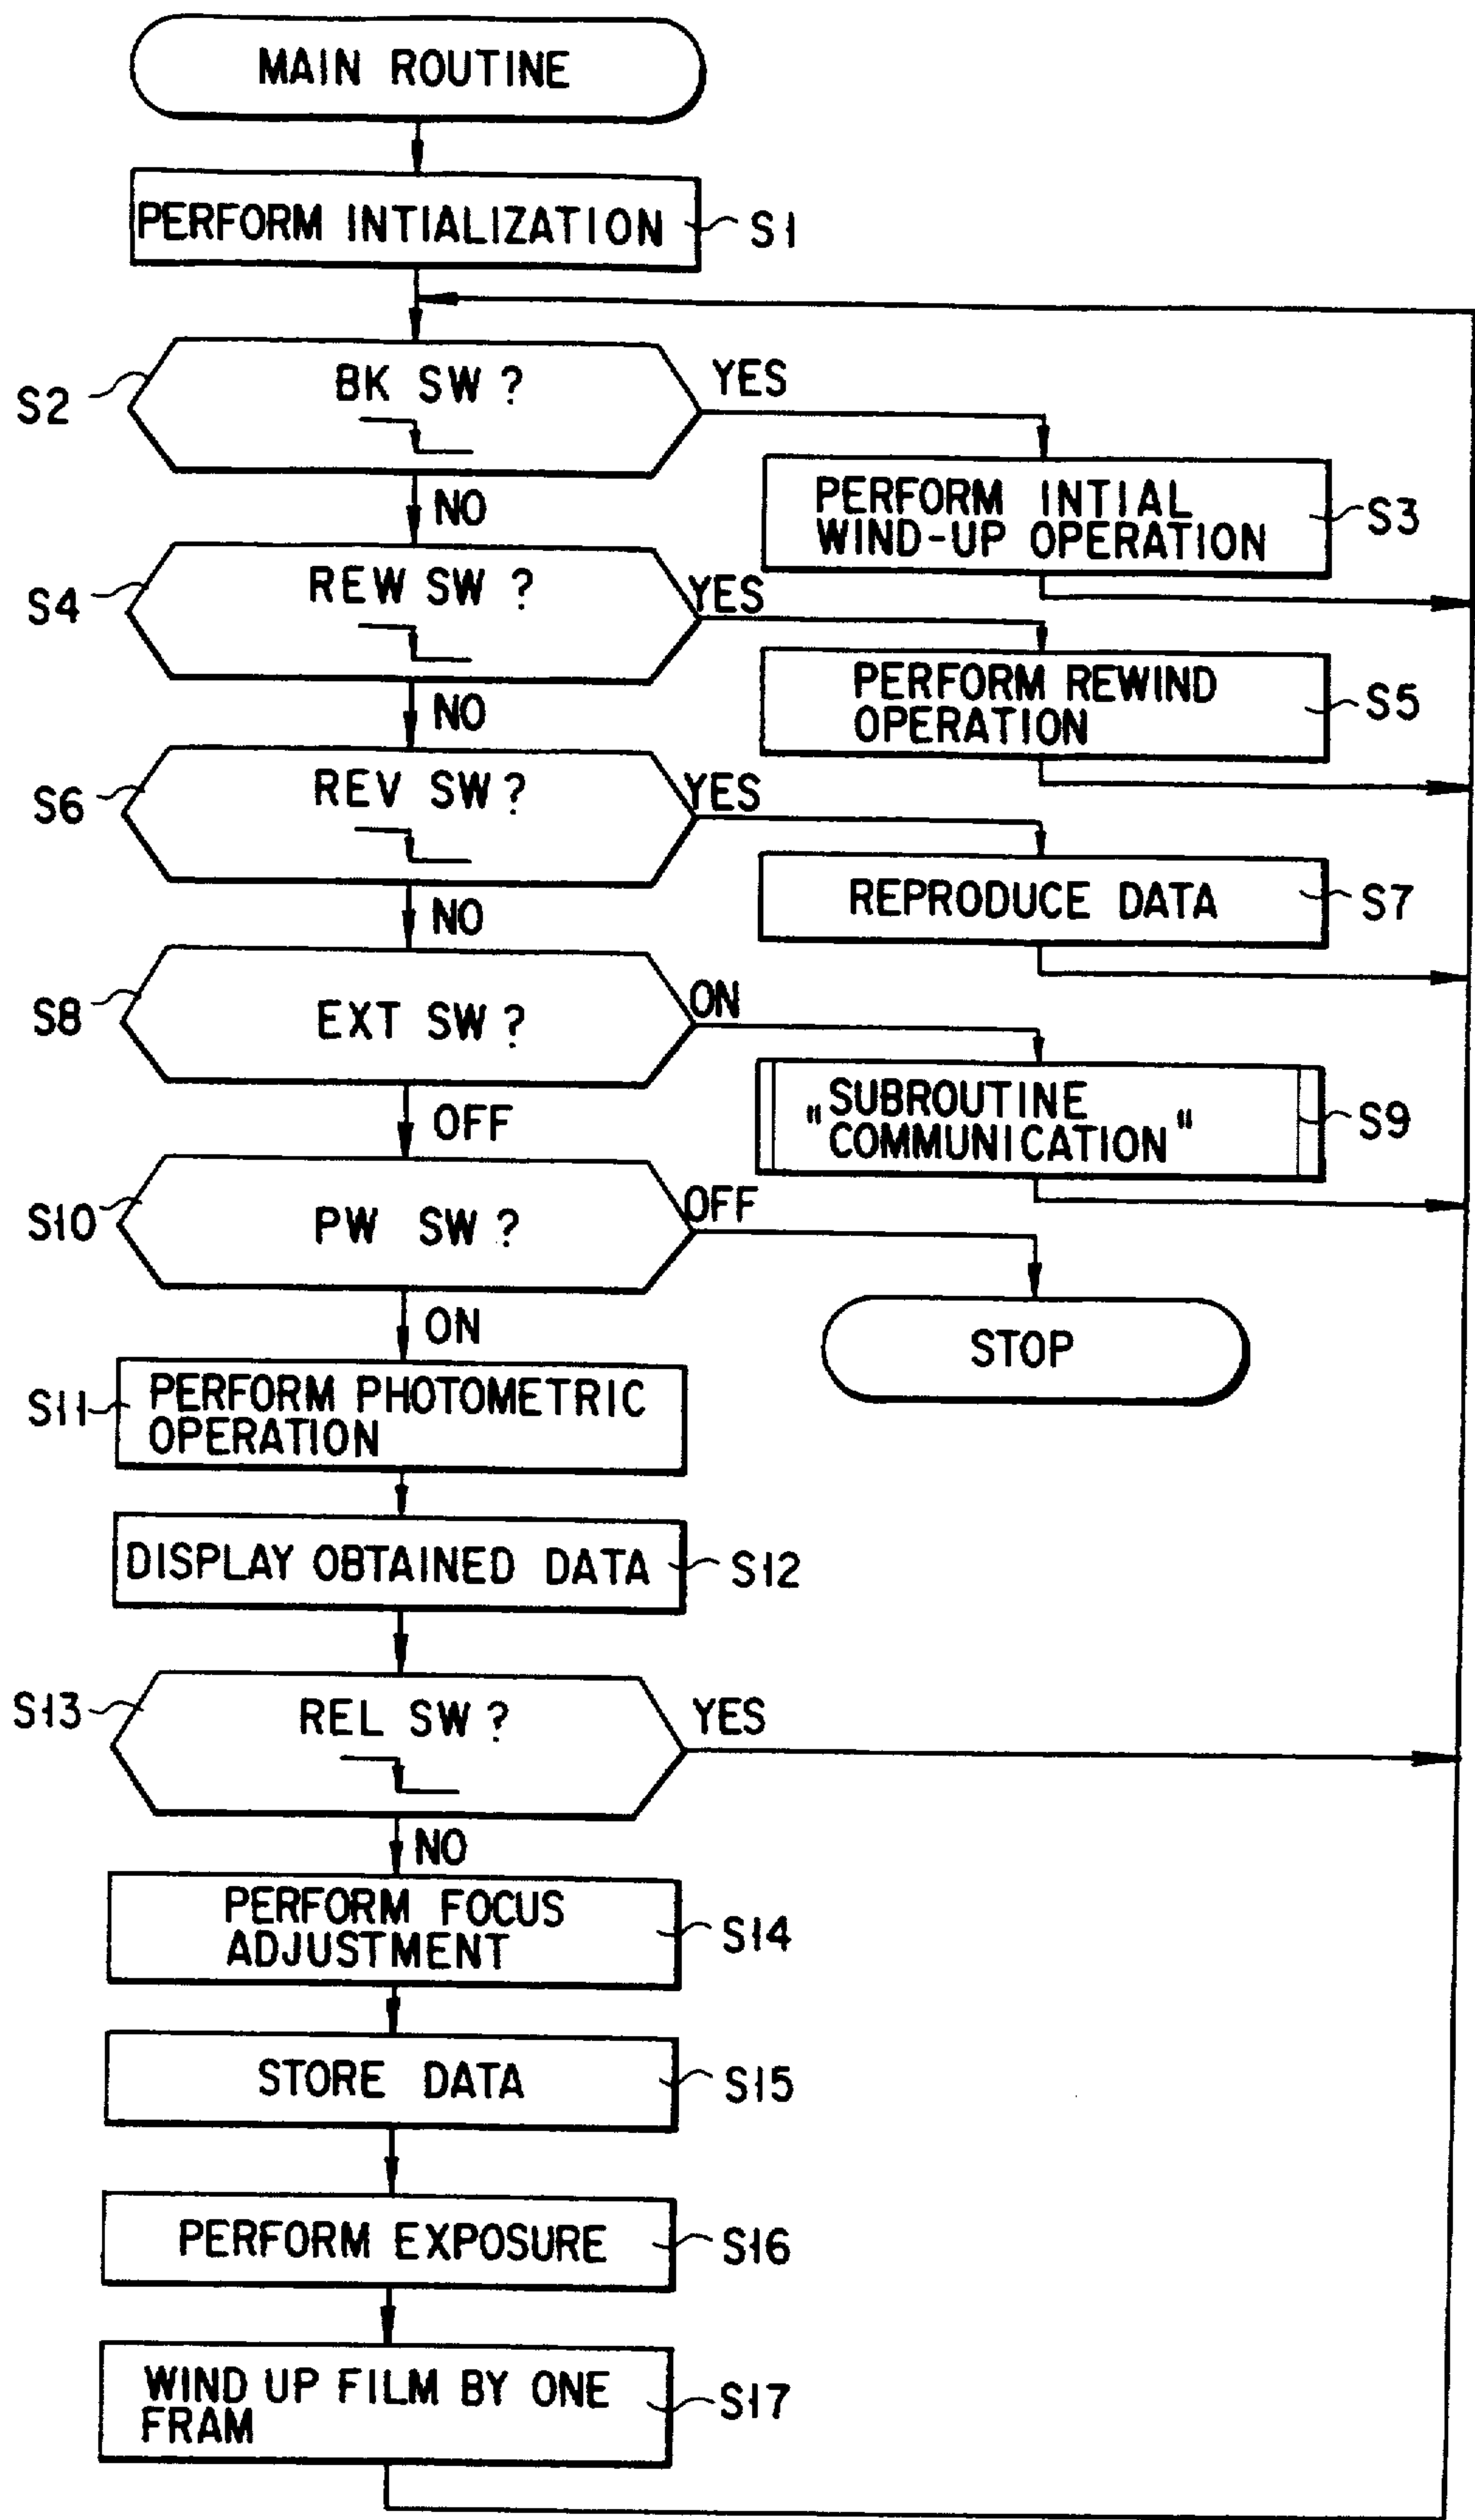 MAIN ROUTINE
PERFORM INTIALIZATION
S1
S2
BK SW?
YES
NO
PERFORM INTIAL
WIND-UP OPERATION
S3
S4
REW SW?
YES
NO
PERFORM REWIND
OPERATION
S5
S6
REV SW?
YES
NO
REPRODUCE DATA
S7
S8
EXT SW?
ON
OFF
"SUBROUTINE
COMMUNICATION"
S9
S10
PW SW?
OFF
ON
STOP
S11
PERFORM PHOTOMETRIC
OPERATION
DISPLAY OBTAINED DATA
S12
S13
REL SW?
YES
NO
PERFORM FOCUS
ADJUSTMENT
S14
STORE DATA
S15
PERFORM EXPOSURE
S16
WIND UP FILM BY ONE
FRAM
S17